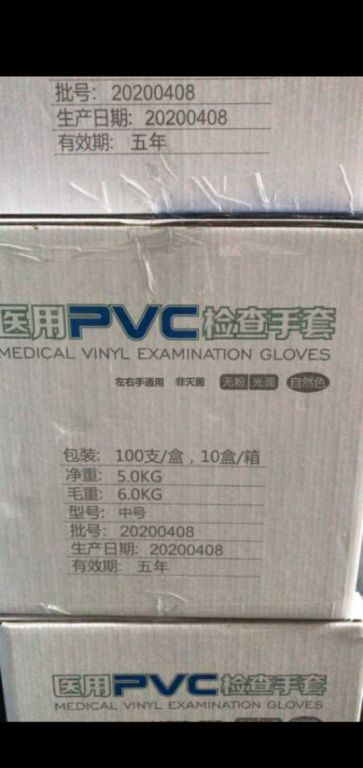 批号: 20200408
生产日期: 20200408
有效期: 五年
医用PVC检查手套
MEDICAL VINYL EXAMINATION GLOVES
左右手通用 非灭菌 无粉 光面 自然色
包装: 100支/盒，10盒/箱
净重: 5.0KG
毛重: 6.0KG
型号: 中号
批号: 20200408
生产日期: 20200408
有效期: 五年
医用PVC检查手套
MEDICAL VINYL EXAMINATION GLOVES